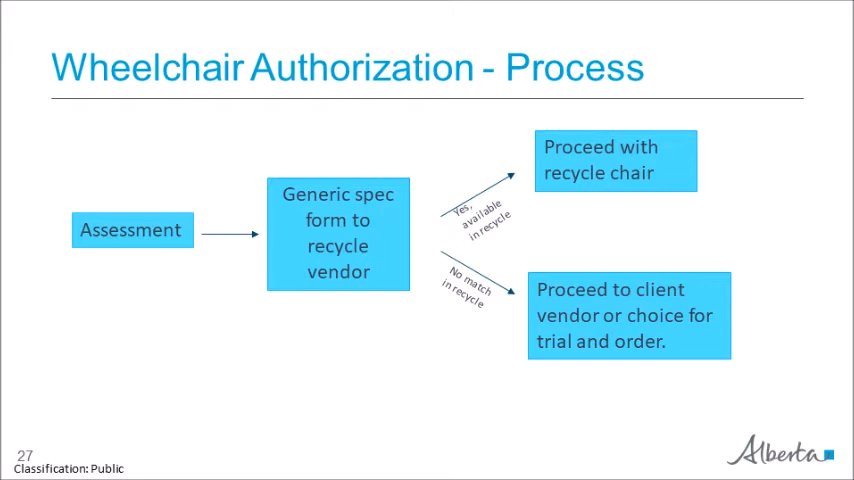 Wheelchair Authorization - Process
Assessment
Generic spec
form to
recycle
vendor
Yes,
available
in recycle
No match
in recycle
Proceed with
recycle chair
Proceed to client
vendor or choice for
trial and order.
27
Classification: Public
Alberta